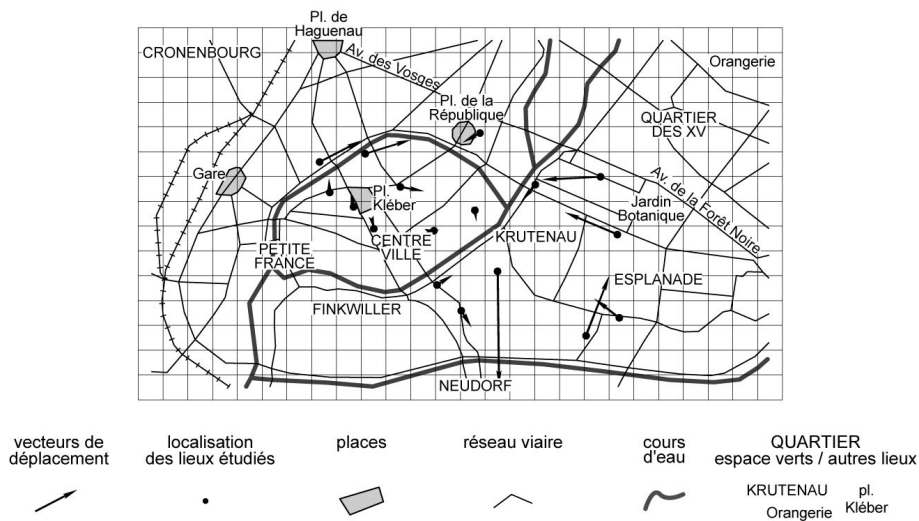 Pl. de
Haguenau
CRONENBOURG
Av. des Vosges
Orangerie
Pl. de la
République
QUARTIER
DES XV
Gare
Av. de la Forêt Noire
Pl.
Kléber
Jardin
Botanique
PETITE
FRANCE
CENTRE
VILLE
KRUTENAU
ESPLANADE
FINKWILLER
NEUDORF
vecteurs de
déplacement
localisation
des lieux étudiés
places
réseau viaire
cours
d'eau
QUARTIER
espace verts / autres lieux
KRUTENAU
Orangerie
pl.
Kléber